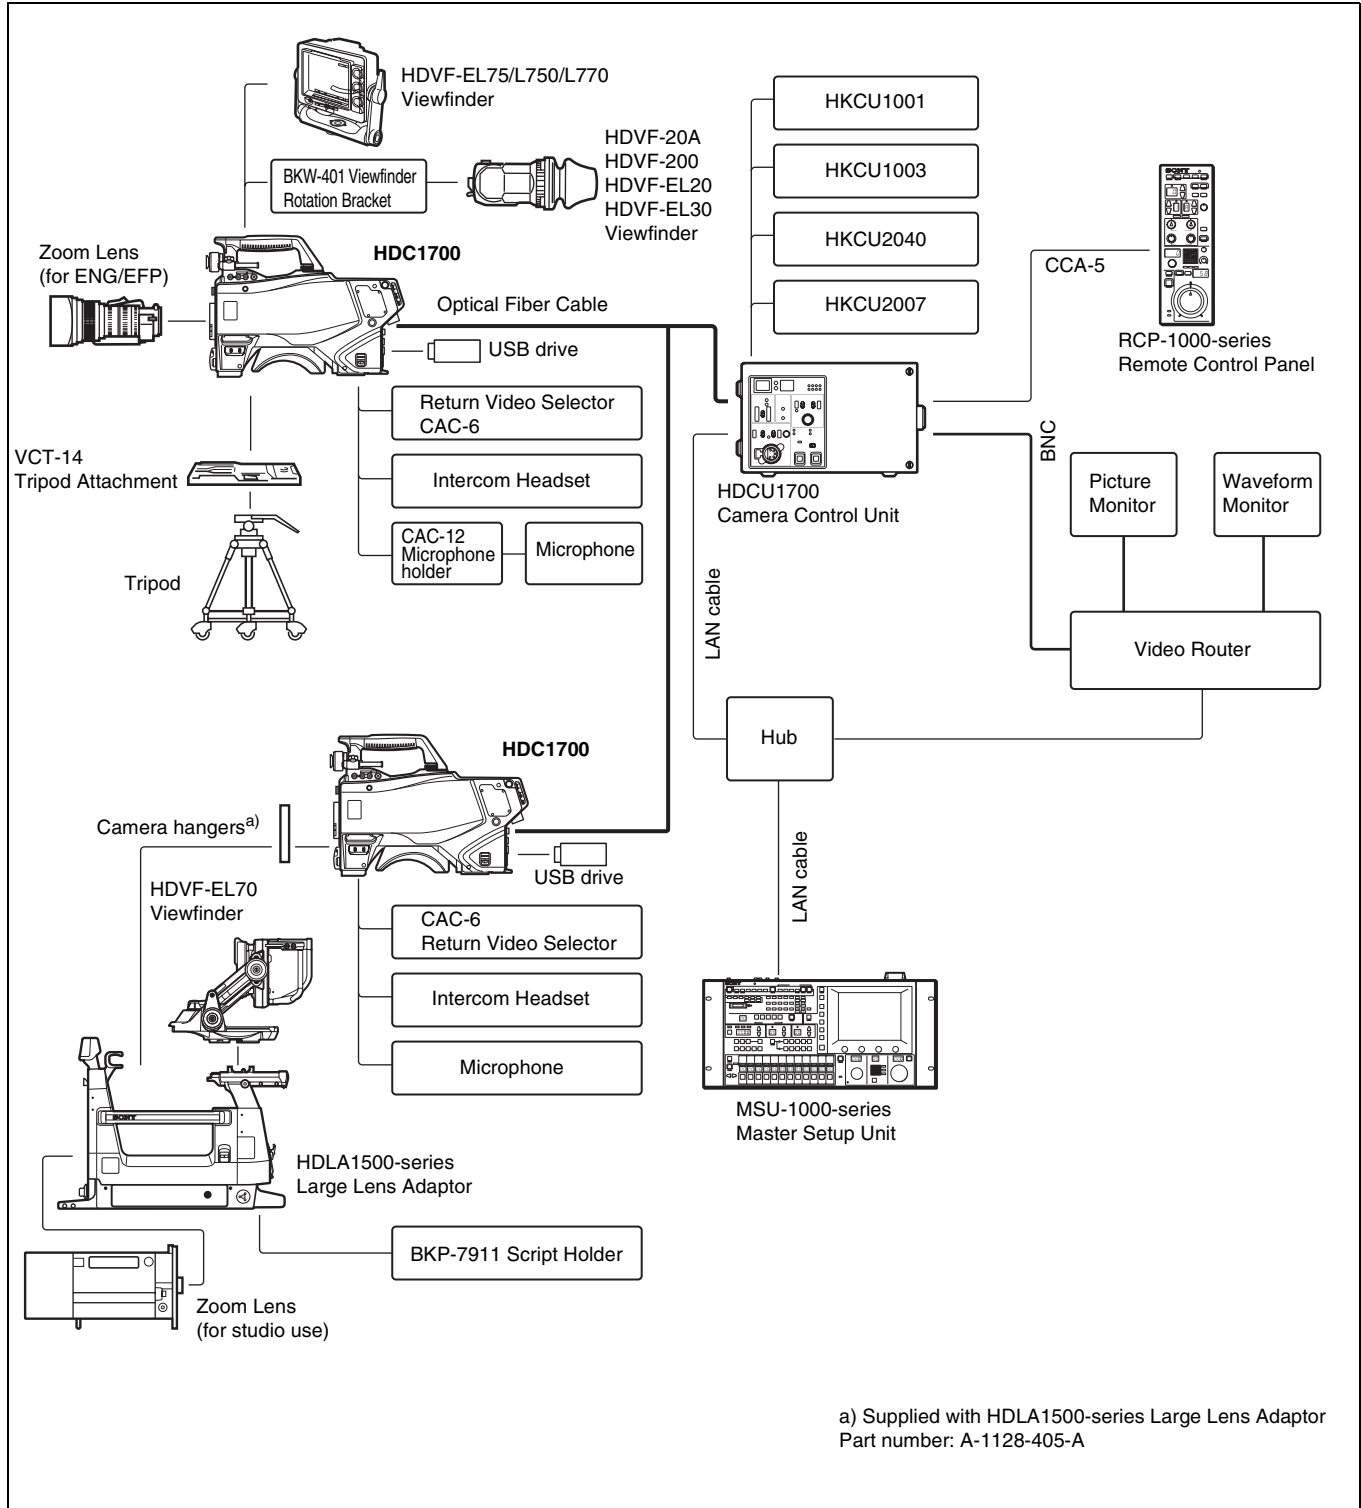 HDVF-EL75/L750/L770
Viewfinder
BKW-401 Viewfinder
Rotation Bracket
HDVF-20A
HDVF-200
HDVF-EL20
HDVF-EL30
Viewfinder
HKCU1001
HKCU1003
HKCU2040
HKCU2007
Zoom Lens
(for ENG/EFP)
HDC1700
Optical Fiber Cable
USB drive
CCA-5
SONY
RCP-1000-series
Remote Control Panel
Return Video Selector
CAC-6
Intercom Headset
CAC-12
Microphone
holder
Microphone
VCT-14
Tripod Attachment
Tripod
HDCU1700
Camera Control Unit
BNC
Picture
Monitor
Waveform
Monitor
LAN cable
Video Router
Hub
LAN cable
HDC1700
Camera hangersa)
USB drive
HDVF-EL70
Viewfinder
CAC-6
Return Video Selector
Intercom Headset
Microphone
SONY
MSU-1000-series
Master Setup Unit
SONY
HDLA1500-series
Large Lens Adaptor
BKP-7911 Script Holder
Zoom Lens
(for studio use)
a) Supplied with HDLA1500-series Large Lens Adaptor
Part number: A-1128-405-A